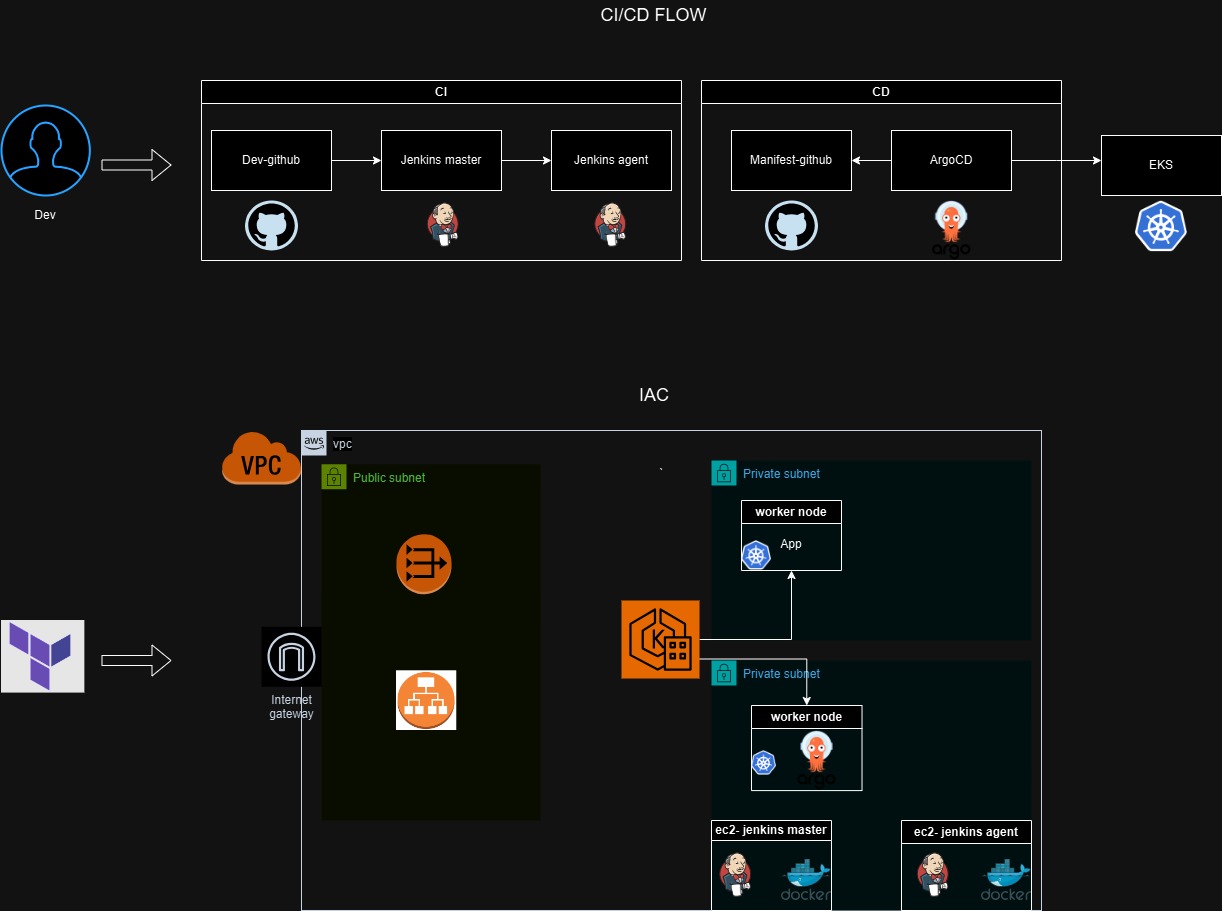 CI/CD FLOW
CI
CD
Dev-github
Jenkins master
Jenkins agent
Manifest-github
ArgoCD
EKS
Dev
argo
IAC
VPC
aws
vpc
Public subnet
`
Private subnet
worker node
App
K
Internet
gateway
Private subnet
worker node
argo
ec2- jenkins master
ec2- jenkins agent
docker
docker